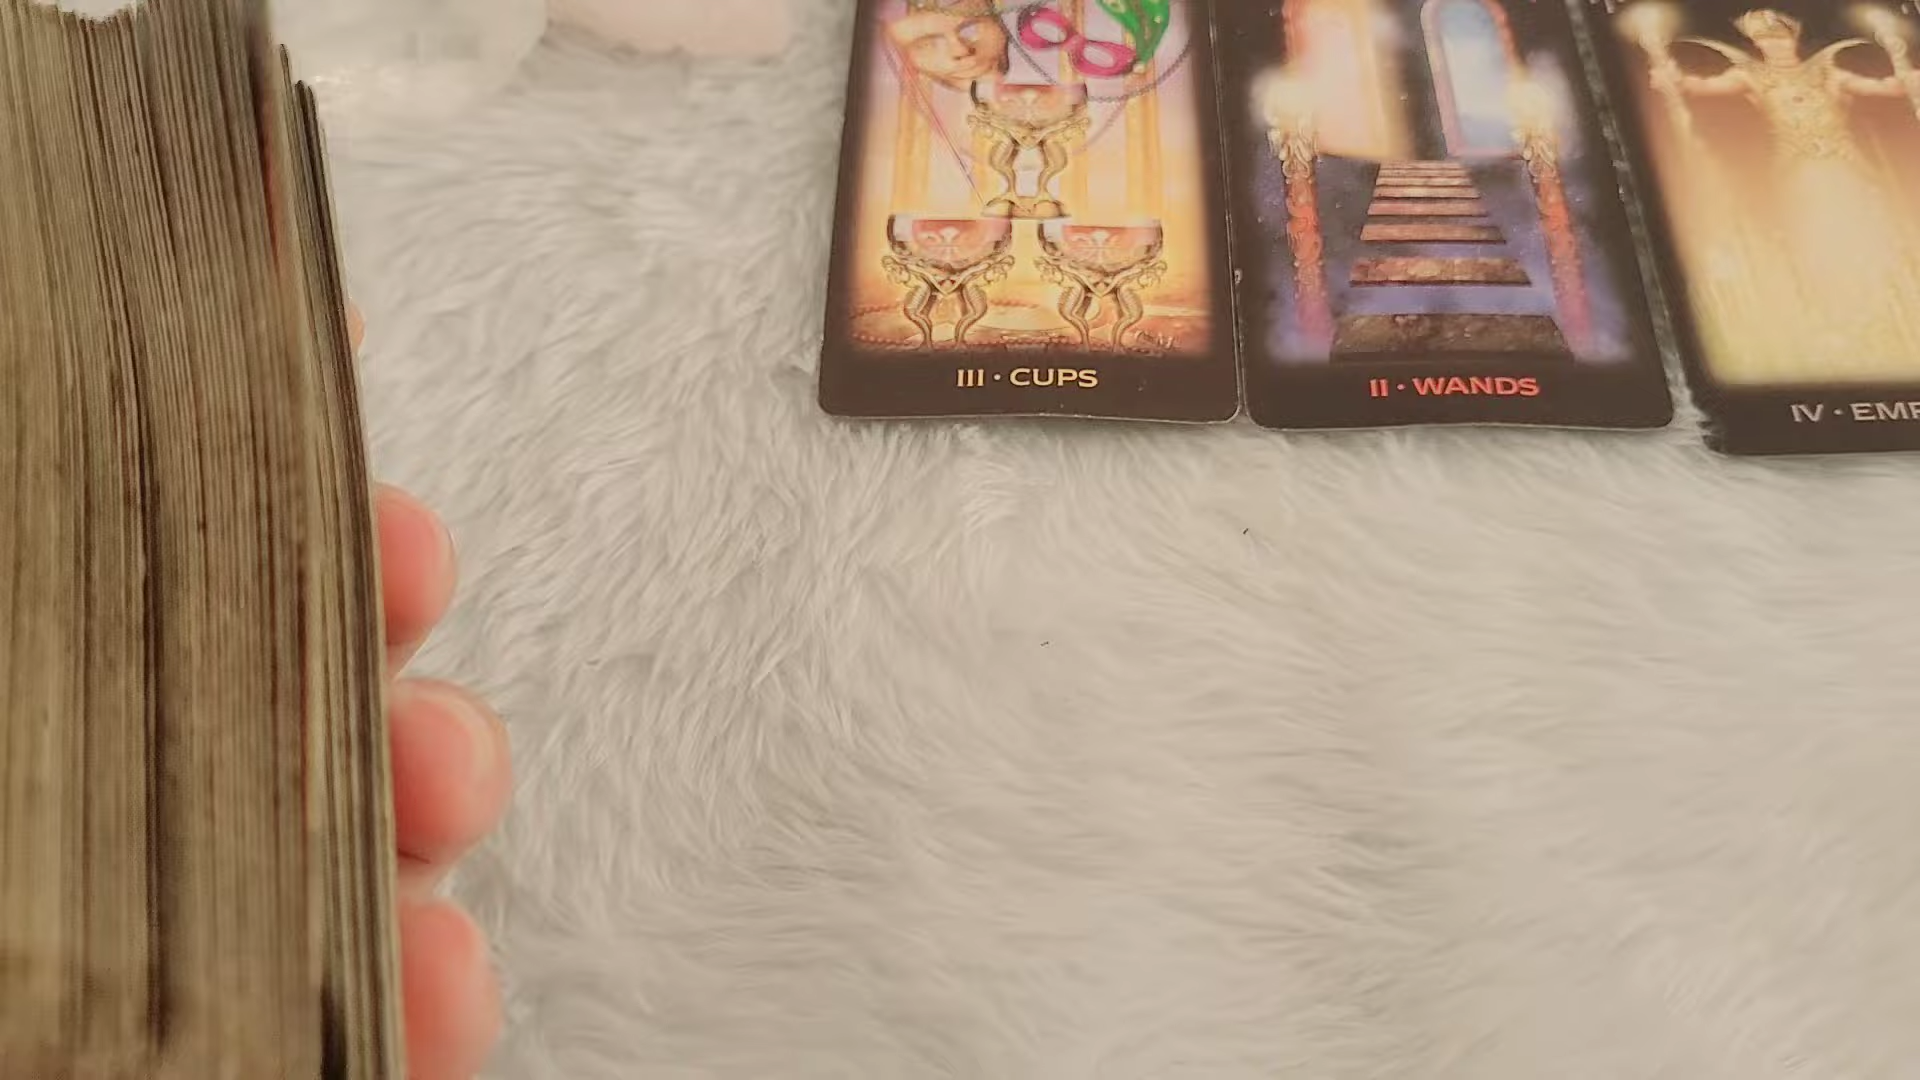 III • CUPS
II • WANDS
IV • EMP